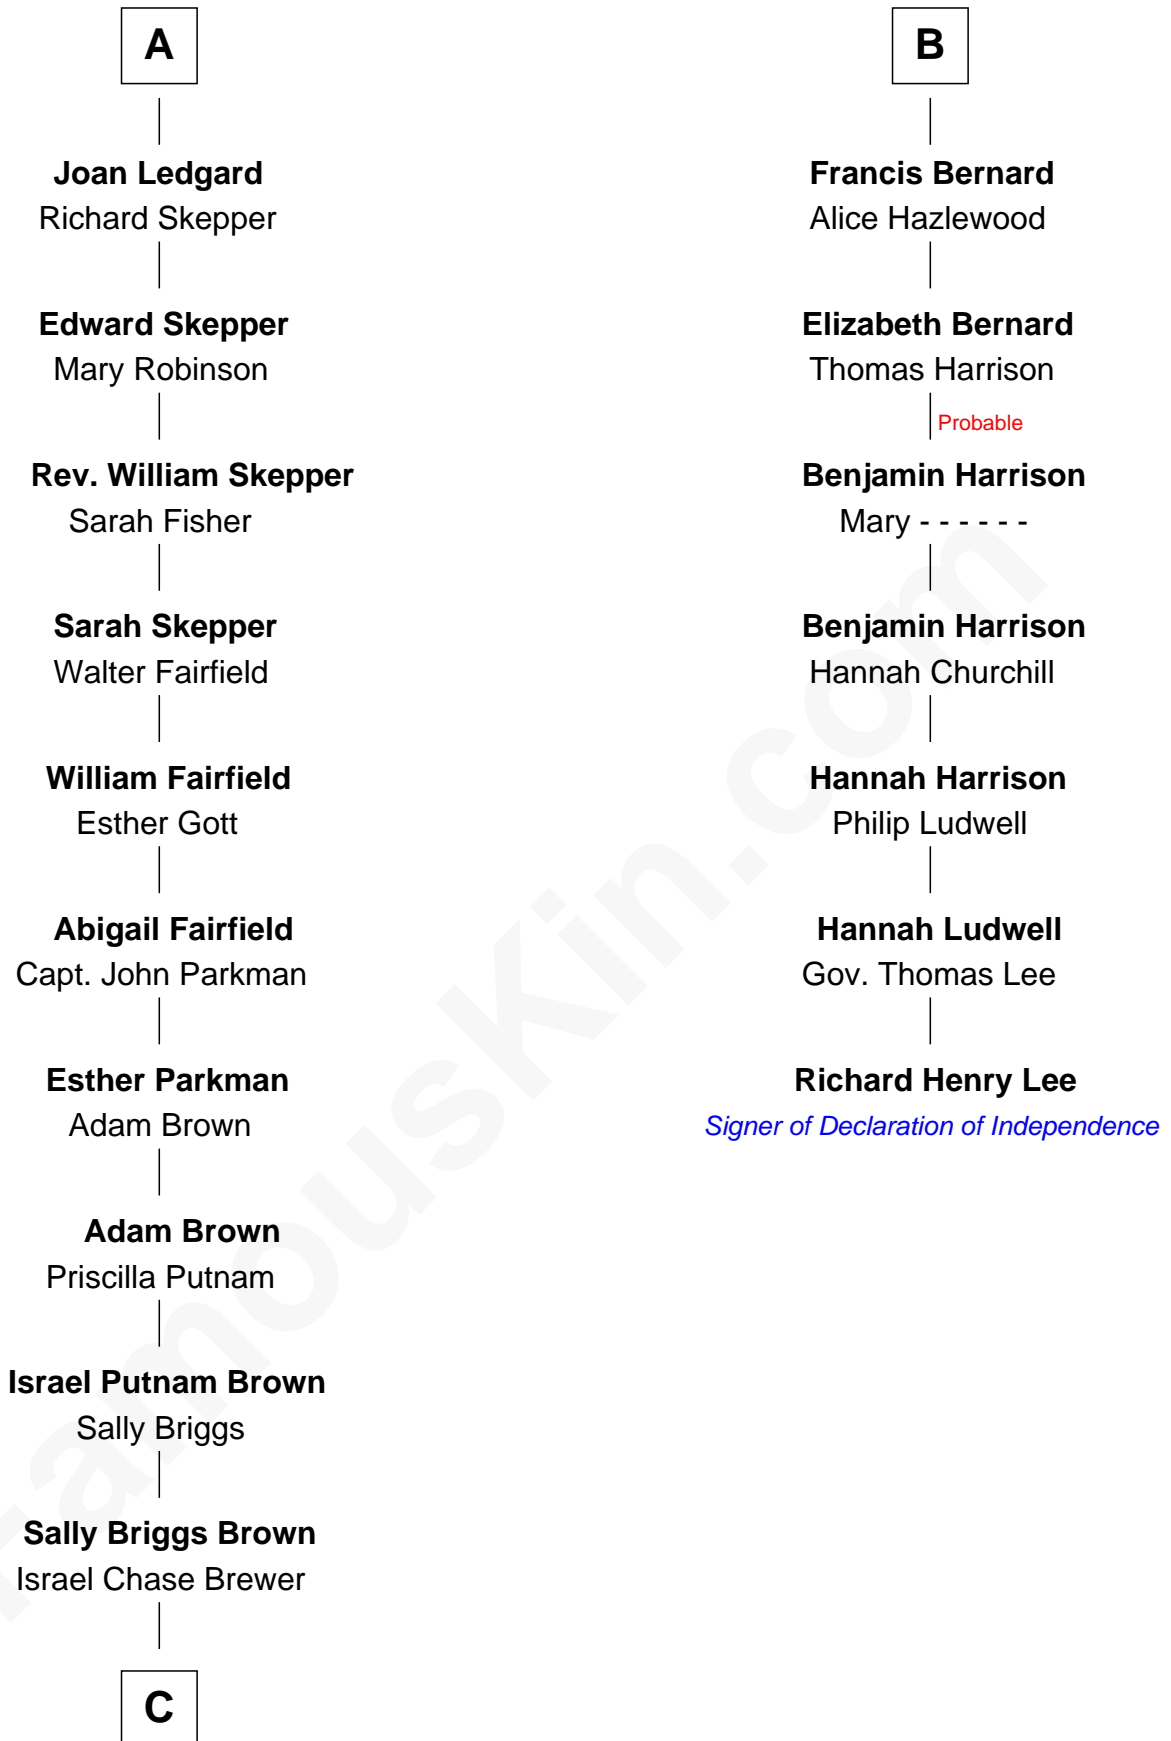 A
Joan Ledgard
Richard Skepper
Edward Skepper
Mary Robinson
Rev. William Skepper
Sarah Fisher
Sarah Skepper
Walter Fairfield
William Fairfield
Esther Gott
Abigail Fairfield
Capt. John Parkman
Esther Parkman
Adam Brown
Adam Brown
Priscilla Putnam
Israel Putnam Brown
Sally Briggs
Sally Briggs Brown
Israel Chase Brewer
C
B
Francis Bernard
Alice Hazlewood
Elizabeth Bernard
Thomas Harrison
Probable
Benjamin Harrison
Mary - - - - - -
Benjamin Harrison
Hannah Churchill
Hannah Harrison
Philip Ludwell
Hannah Ludwell
Gov. Thomas Lee
Richard Henry Lee
Signer of Declaration of Independence
FamousKin.com